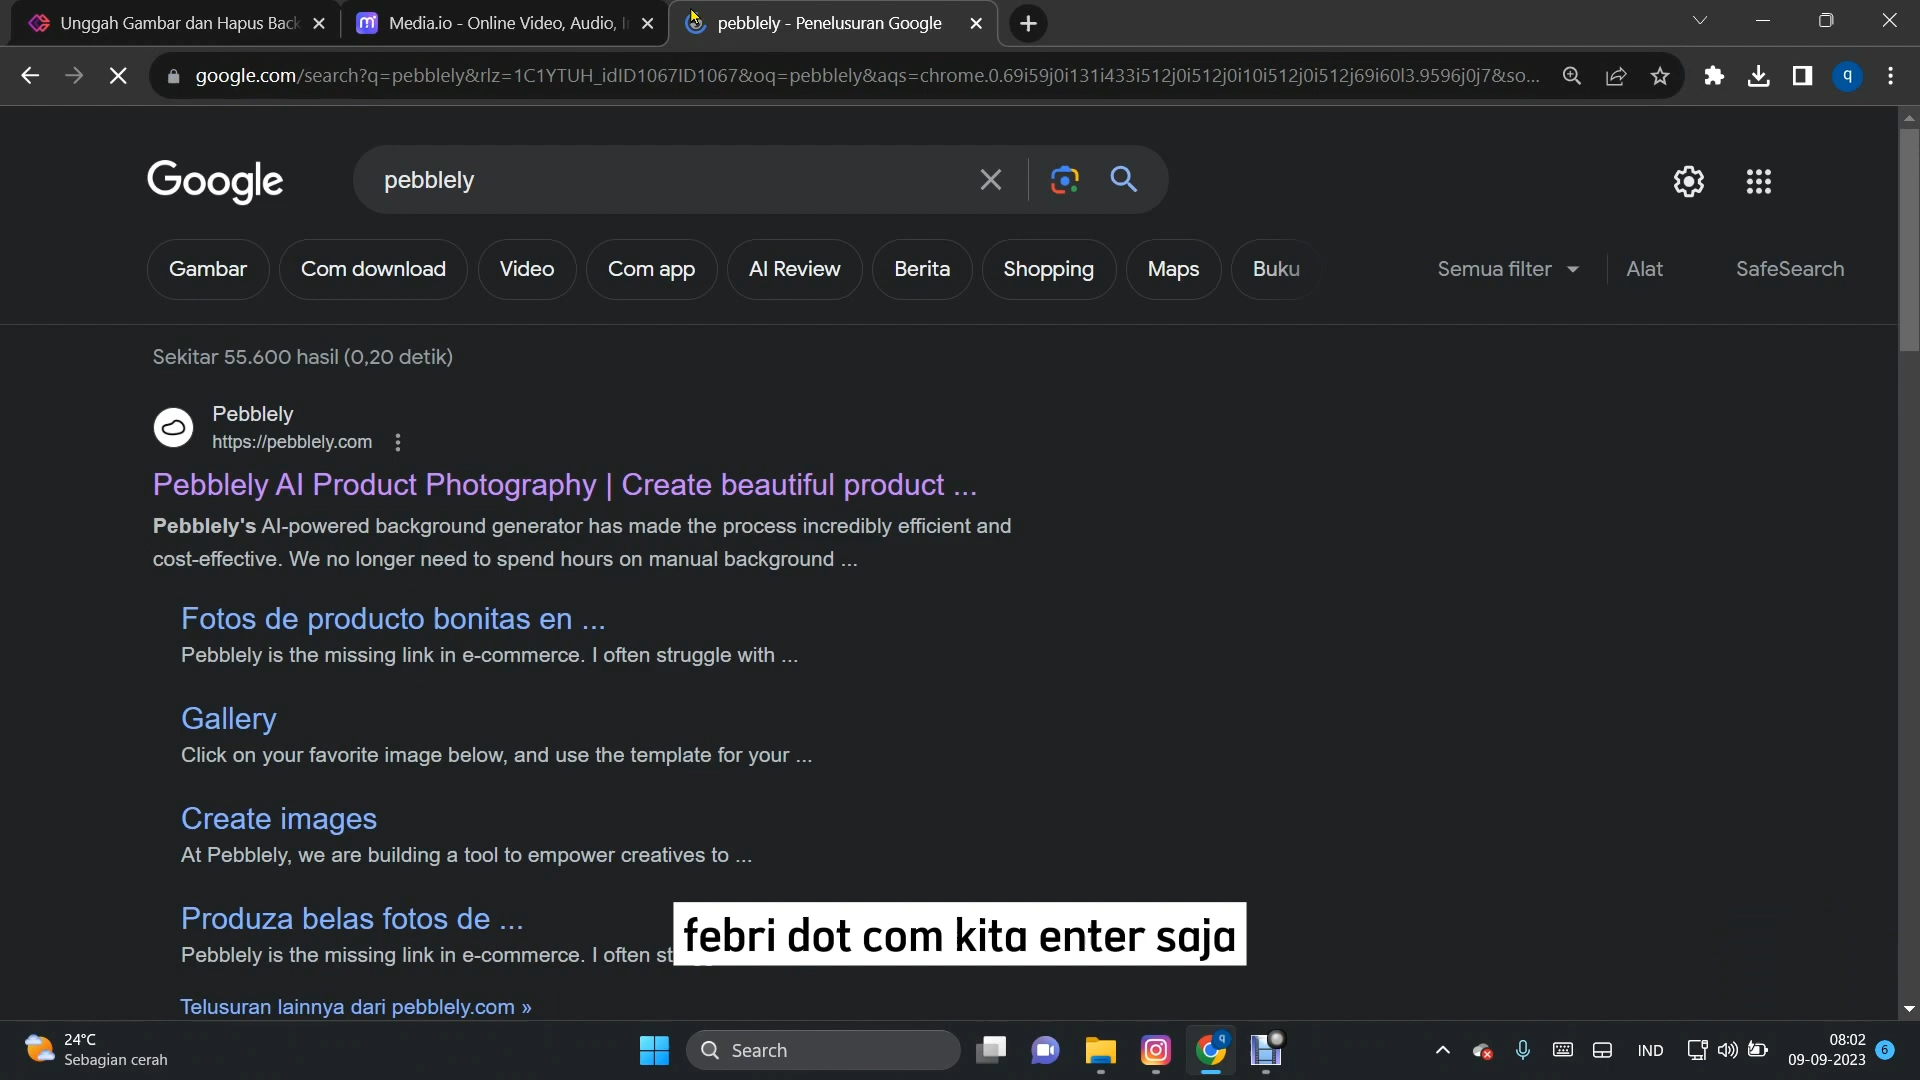 Unggah Gambar dan Hapus Back
Media.io - Online Video, Audio, I
pebblely - Penelusuran Google
google.com/search?q=pebblely&rlz=1C1YTUH_idID1067ID1067&oq=pebblely&aqs=chrome.0.69i59j0i131i433i512j0i512j0i10i512j0i512j69i60l3.9596j0j7&so...
q
Google
pebblely
Gambar
Com download
Video
Com app
AI Review
Berita
Shopping
Maps
Buku
Semua filter
Alat
SafeSearch
Sekitar 55.600 hasil (0,20 detik)
Pebblely
https://pebblely.com
Pebblely AI Product Photography | Create beautiful product ...
Pebblely's AI-powered background generator has made the process incredibly efficient and
cost-effective. We no longer need to spend hours on manual background ...
Fotos de producto bonitas en ...
Pebblely is the missing link in e-commerce. I often struggle with ...
Gallery
Click on your favorite image below, and use the template for your ...
Create images
At Pebblely, we are building a tool to empower creatives to ...
Produza belas fotos de ...
Pebblely is the missing link in e-commerce. I often
febri dot com kita enter saja
Telusuran lainnya dari pebblely.com »
24°C
Sebagian cerah
Search
q
IND
08:02
09-09-2023
6